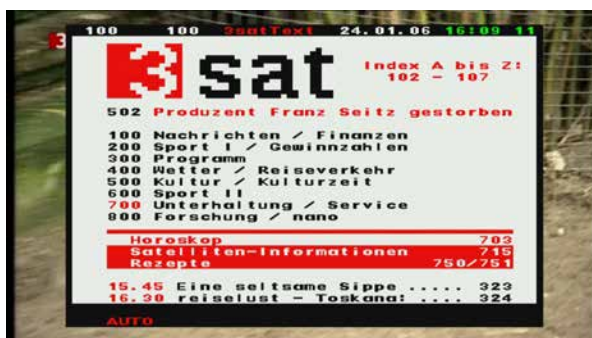 100 100 3satText 24.01.06 16:09 11
3
3sat
Index A bis Z:
102 - 107
502 Produzent Franz Seitz gestorben
100 Nachrichten / Finanzen
200 Sport I / Gewinnzahlen
300 Programm
400 Wetter / Reiseverkehr
500 Kultur / Kulturzeit
600 Sport II
700 Unterhaltung / Service
800 Forschung / nano
Horoskop 703
Satelliten-Informationen 715
Rezepte 750/751
15.45 Eine seltsame Sippe ..... 323
16.30 reiselust - Toskana: .... 324
AUTO